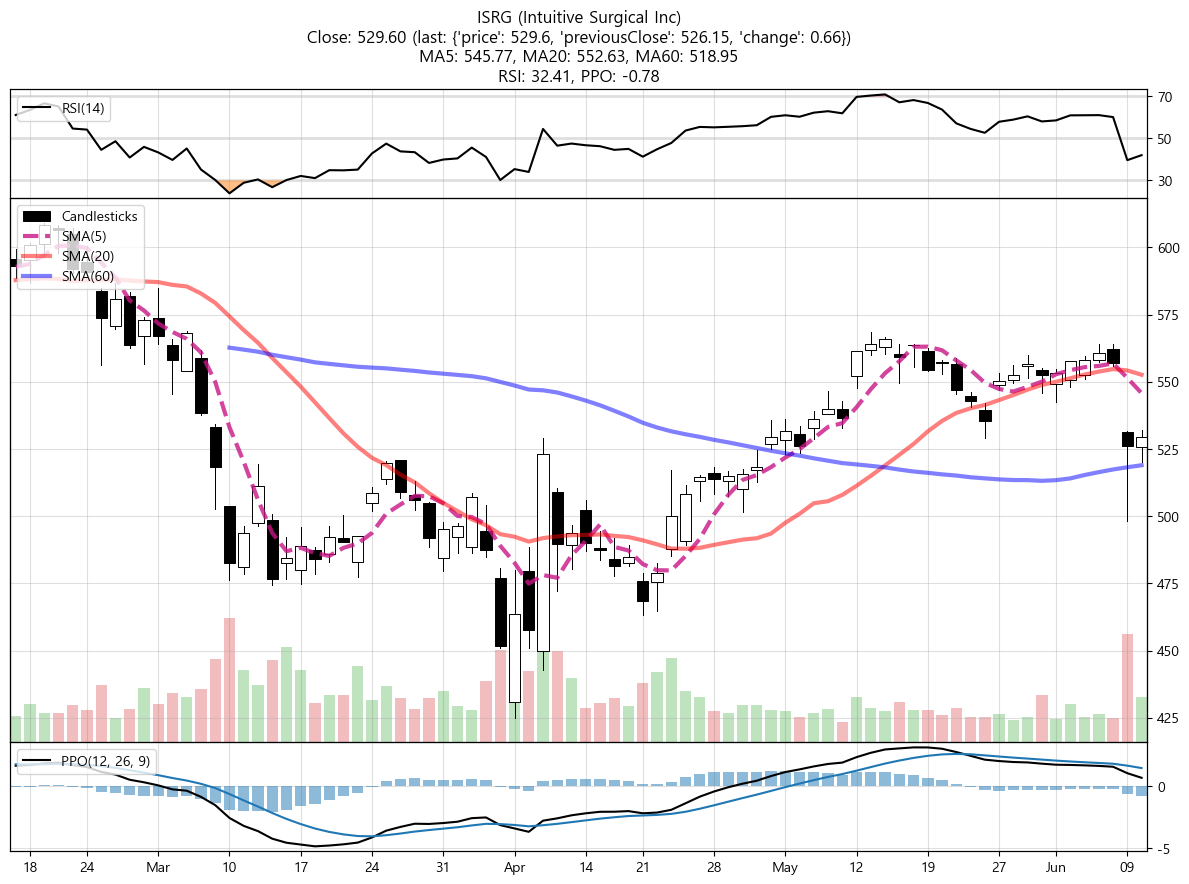 ISRG (Intuitive Surgical Inc)
Close: 529.60 (last: {'price': 529.6, 'previousClose': 526.15, 'change': 0.66})
MA5: 545.77, MA20: 552.63, MA60: 518.95
RSI: 32.41, PPO: -0.78
RSI(14)
70
50
30
Candlesticks
SMA(5)
SMA(20)
SMA(60)
600
575
550
525
500
475
450
425
PPO(12, 26, 9)
0
-5
18 24 Mar 10 17 24 31 Apr 14 21 28 May 12 19 27 Jun 09